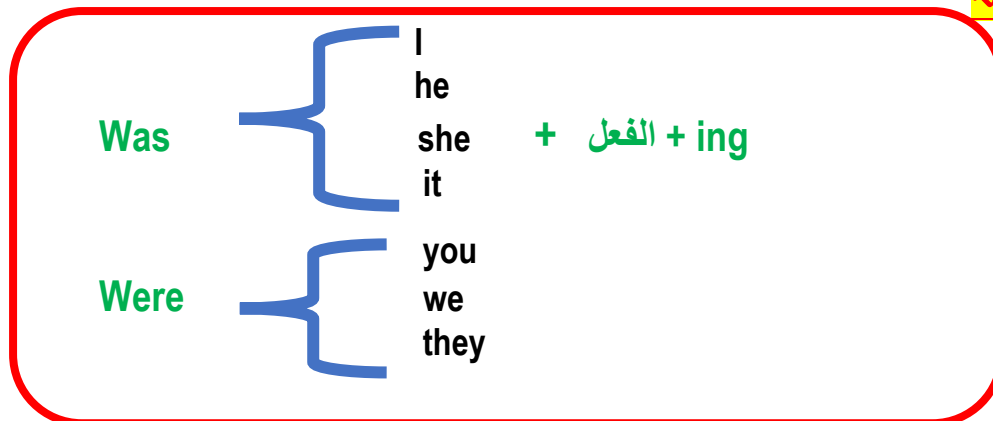 I
he
Was she + الفعل + ing
it
you
Were we
they